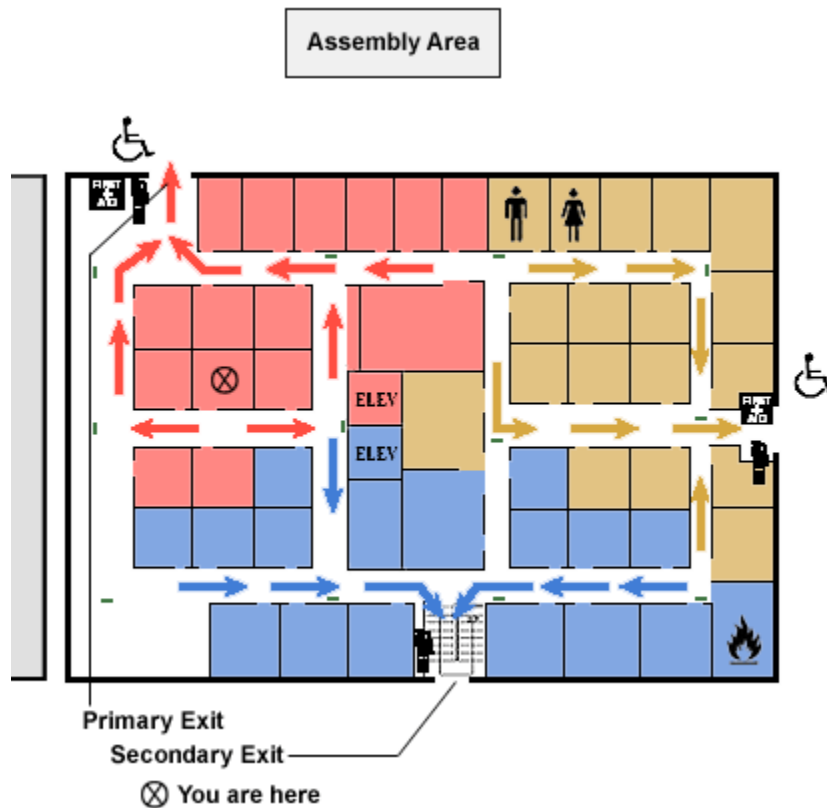 Assembly Area
FIRST
AID
ELEV
FIRST
AID
ELEV
Primary Exit
Secondary Exit
You are here